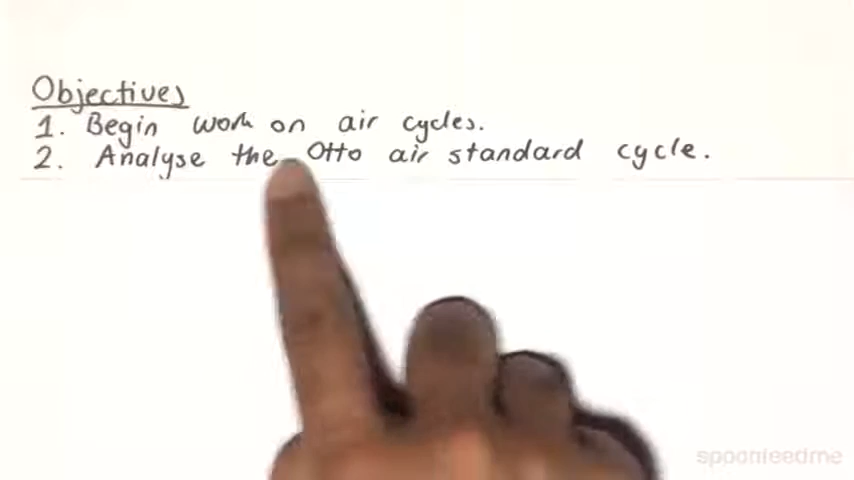 Objectives
1. Begin work on air cycles.
2. Analyse the Otto air standard cycle.
spoonfeedme